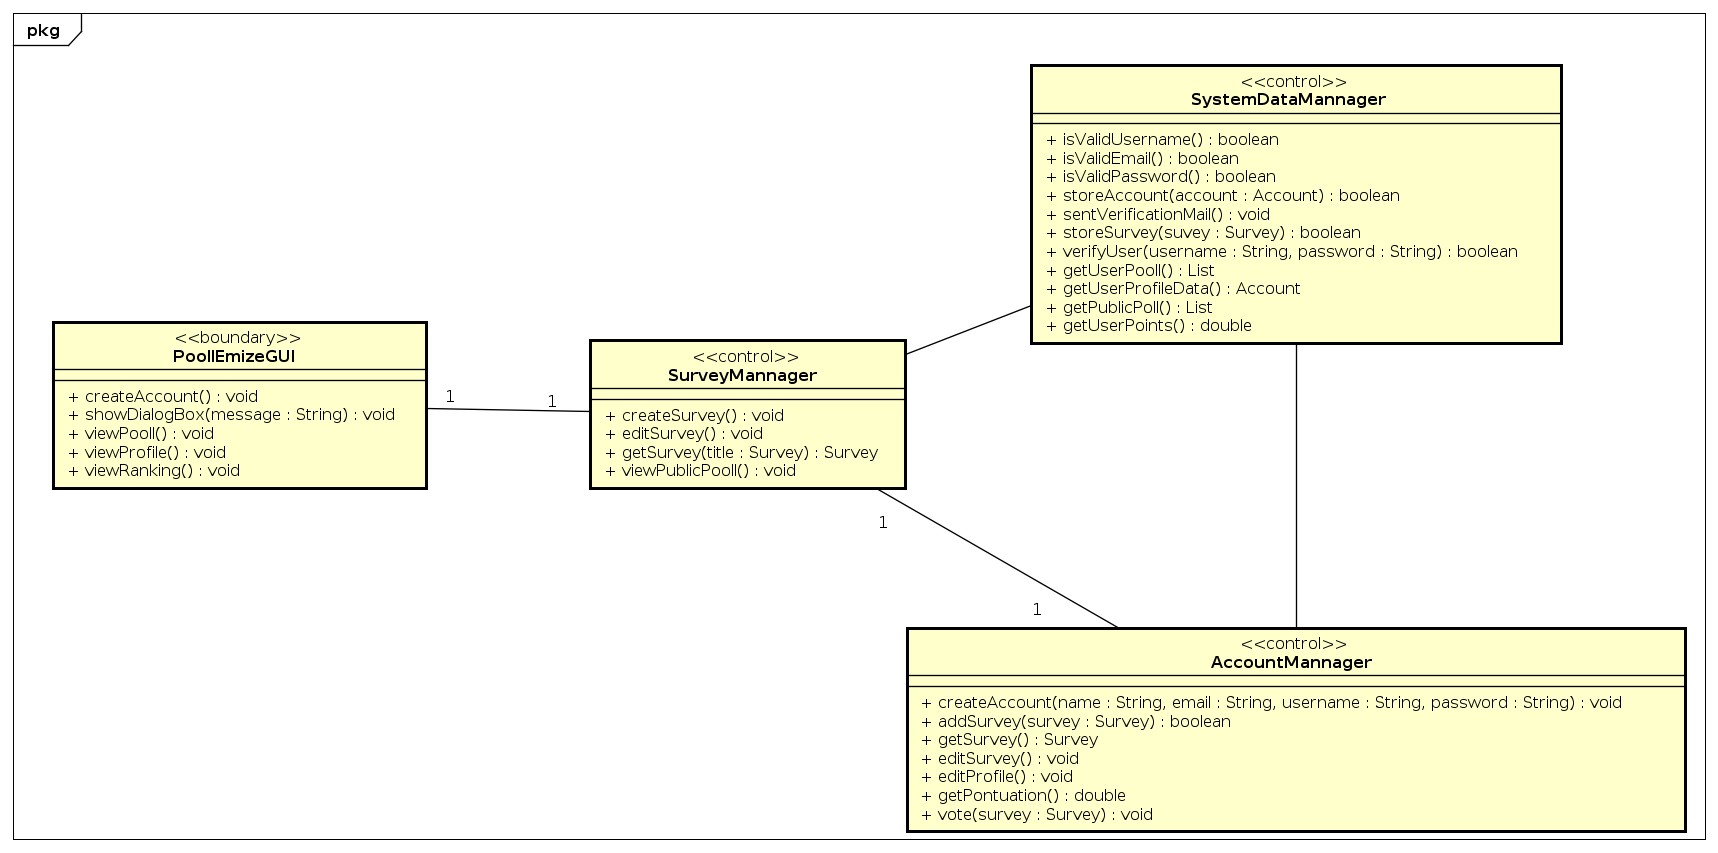 pkg
<<control>>
SystemDataMannager
+ isValidUsername() : boolean
+ isValidEmail() : boolean
+ isValidPassword() : boolean
+ storeAccount(account : Account) : boolean
+ sentVerificationMail() : void
+ storeSurvey(suvey : Survey) : boolean
+ verifyUser(username : String, password : String) : boolean
+ getUserPooll() : List
+ getUserProfileData() : Account
+ getPublicPoll() : List
+ getUserPoints() : double
<<boundary>>
PoollEmizeGUI
+ createAccount() : void
+ showDialogBox(message : String) : void
+ viewPooll() : void
+ viewProfile() : void
+ viewRanking() : void
1
1
<<control>>
SurveyMannager
+ createSurvey() : void
+ editSurvey() : void
+ getSurvey(title : Survey) : Survey
+ viewPublicPooll() : void
1
1
<<control>>
AccountMannager
+ createAccount(name : String, email : String, username : String, password : String) : void
+ addSurvey(survey : Survey) : boolean
+ getSurvey() : Survey
+ editSurvey() : void
+ editProfile() : void
+ getPontuation() : double
+ vote(survey : Survey) : void